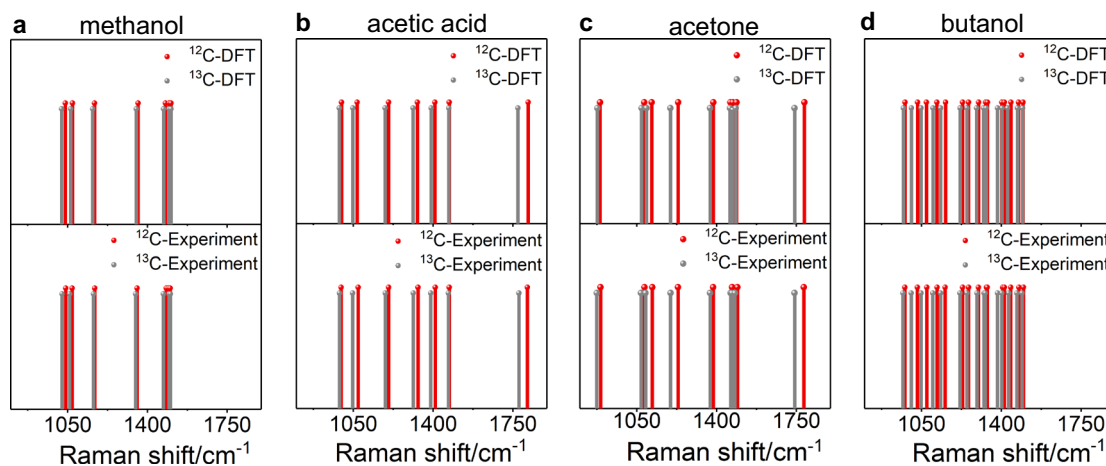 a methanol
¹²C-DFT
¹³C-DFT
¹²C-Experiment
¹³C-Experiment
1050 1400 1750
Raman shift/cm⁻¹
b acetic acid
¹²C-DFT
¹³C-DFT
¹²C-Experiment
¹³C-Experiment
1050 1400 1750
Raman shift/cm⁻¹
c acetone
¹²C-DFT
¹³C-DFT
¹²C-Experiment
¹³C-Experiment
1050 1400 1750
Raman shift/cm⁻¹
d butanol
¹²C-DFT
¹³C-DFT
¹²C-Experiment
¹³C-Experiment
1050 1400 1750
Raman shift/cm⁻¹